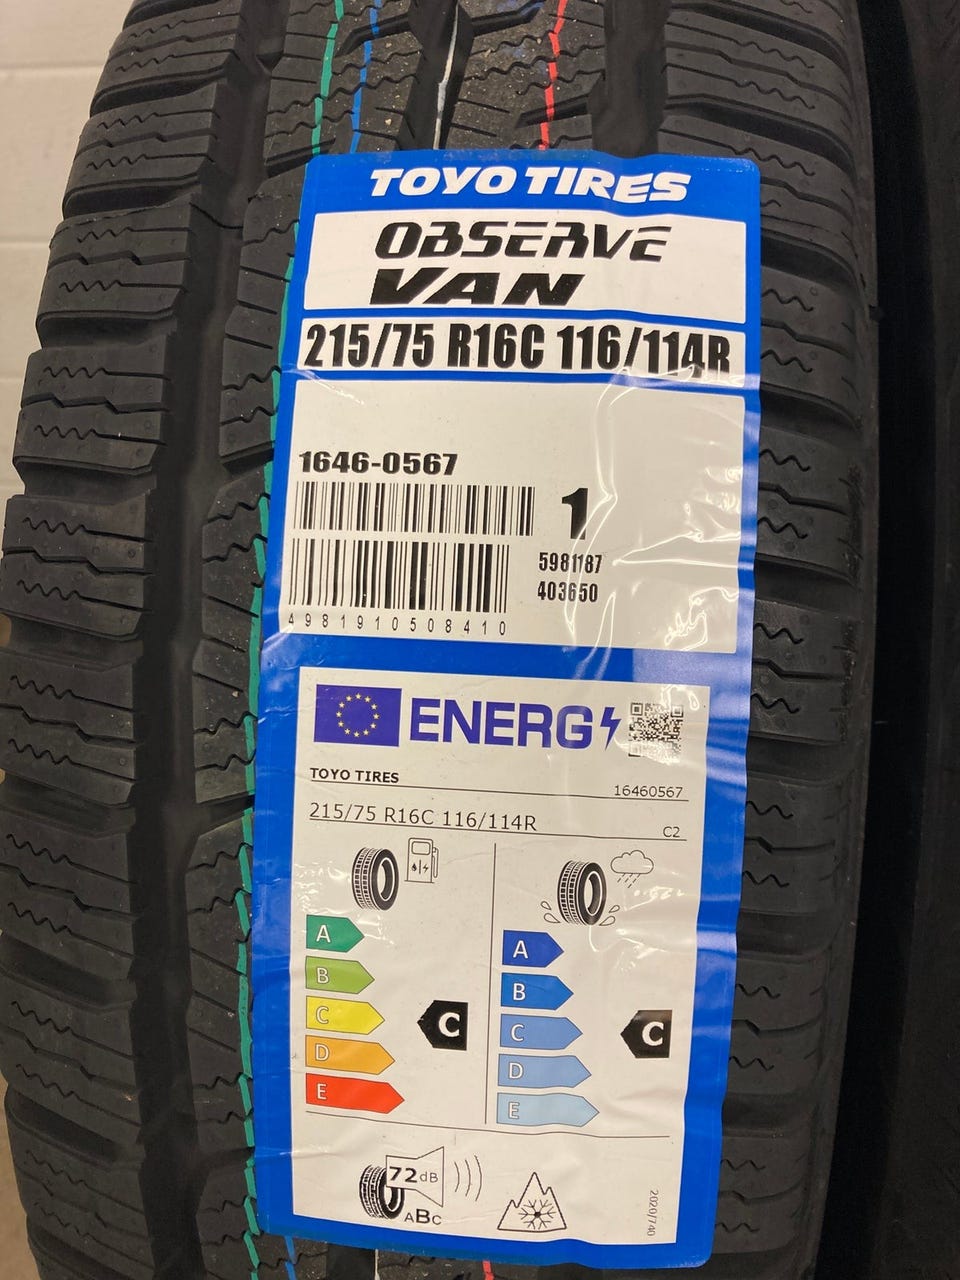 TOYO TIRES
OBSERVE
VAN
215/75 R16C 116/114R
1646-0567
1
5981187
403650
4981910508410
ENERG
TOYO TIRES
16460567
215/75 R16C 116/114R
C2
A
B
C
D
E
C
A
B
C
D
E
C
72dB
ABC
2020/740